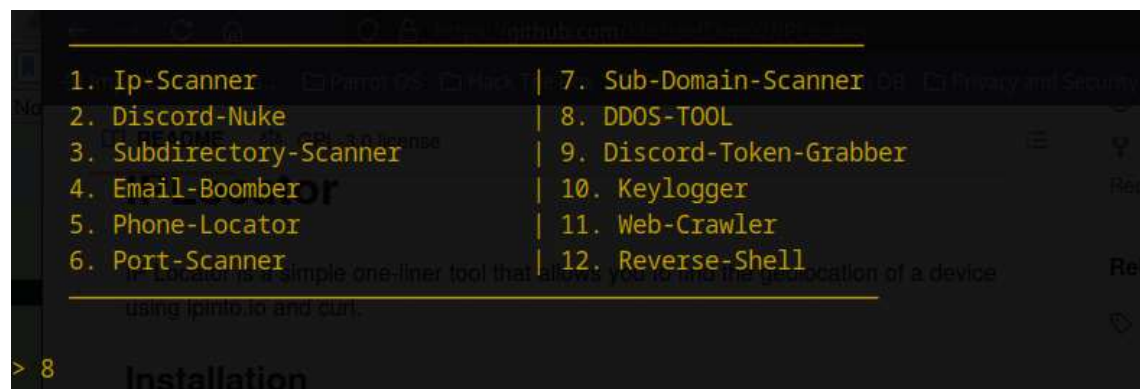 github.com
Parrot OS Hack T DB Privacy and Security
1. Ip-Scanner | 7. Sub-Domain-Scanner
2. Discord-Nuke | 8. DDOS-TOOL
README GPL-3.0 license
3. Subdirectory-Scanner | 9. Discord-Token-Grabber
4. Email-Boomber | 10. Keylogger
IPLocator
5. Phone-Locator | 11. Web-Crawler
6. Port-Scanner | 12. Reverse-Shell
IP Locator is a simple one-liner tool that allows you to find the geolocation of a device
using ipinfo.io and curl.
> 8
Installation